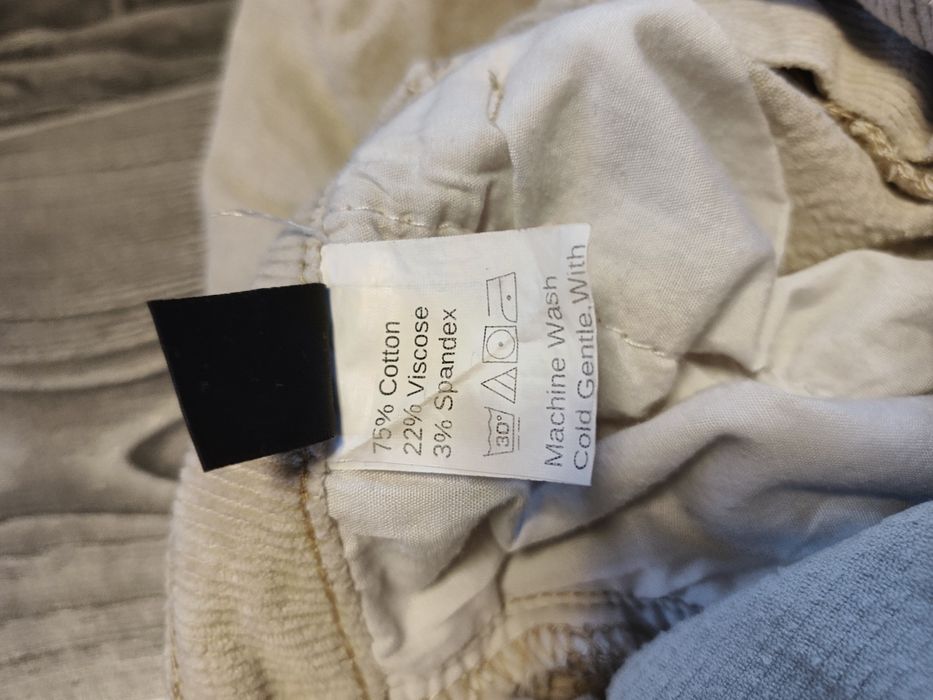 75% Cotton
22% Viscose
3% Spandex
30°
Machine Wash
Cold Gentle.With